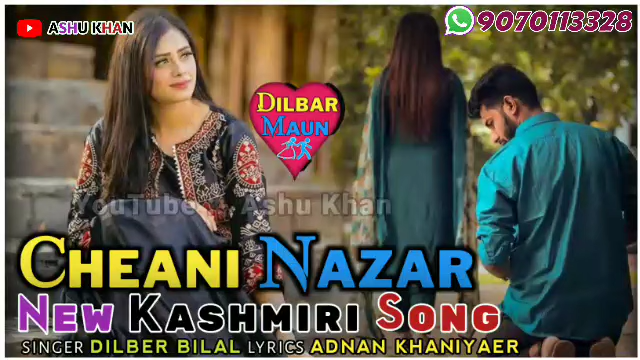 ASHU KHAN
9070113328
DILBAR
MAUN
YouTube Ashu Khan
CHEANI NAZAR
NEW KASHMIRI SONG
SINGER DILBER BILAL LYRICS ADNAN KHANIYAER